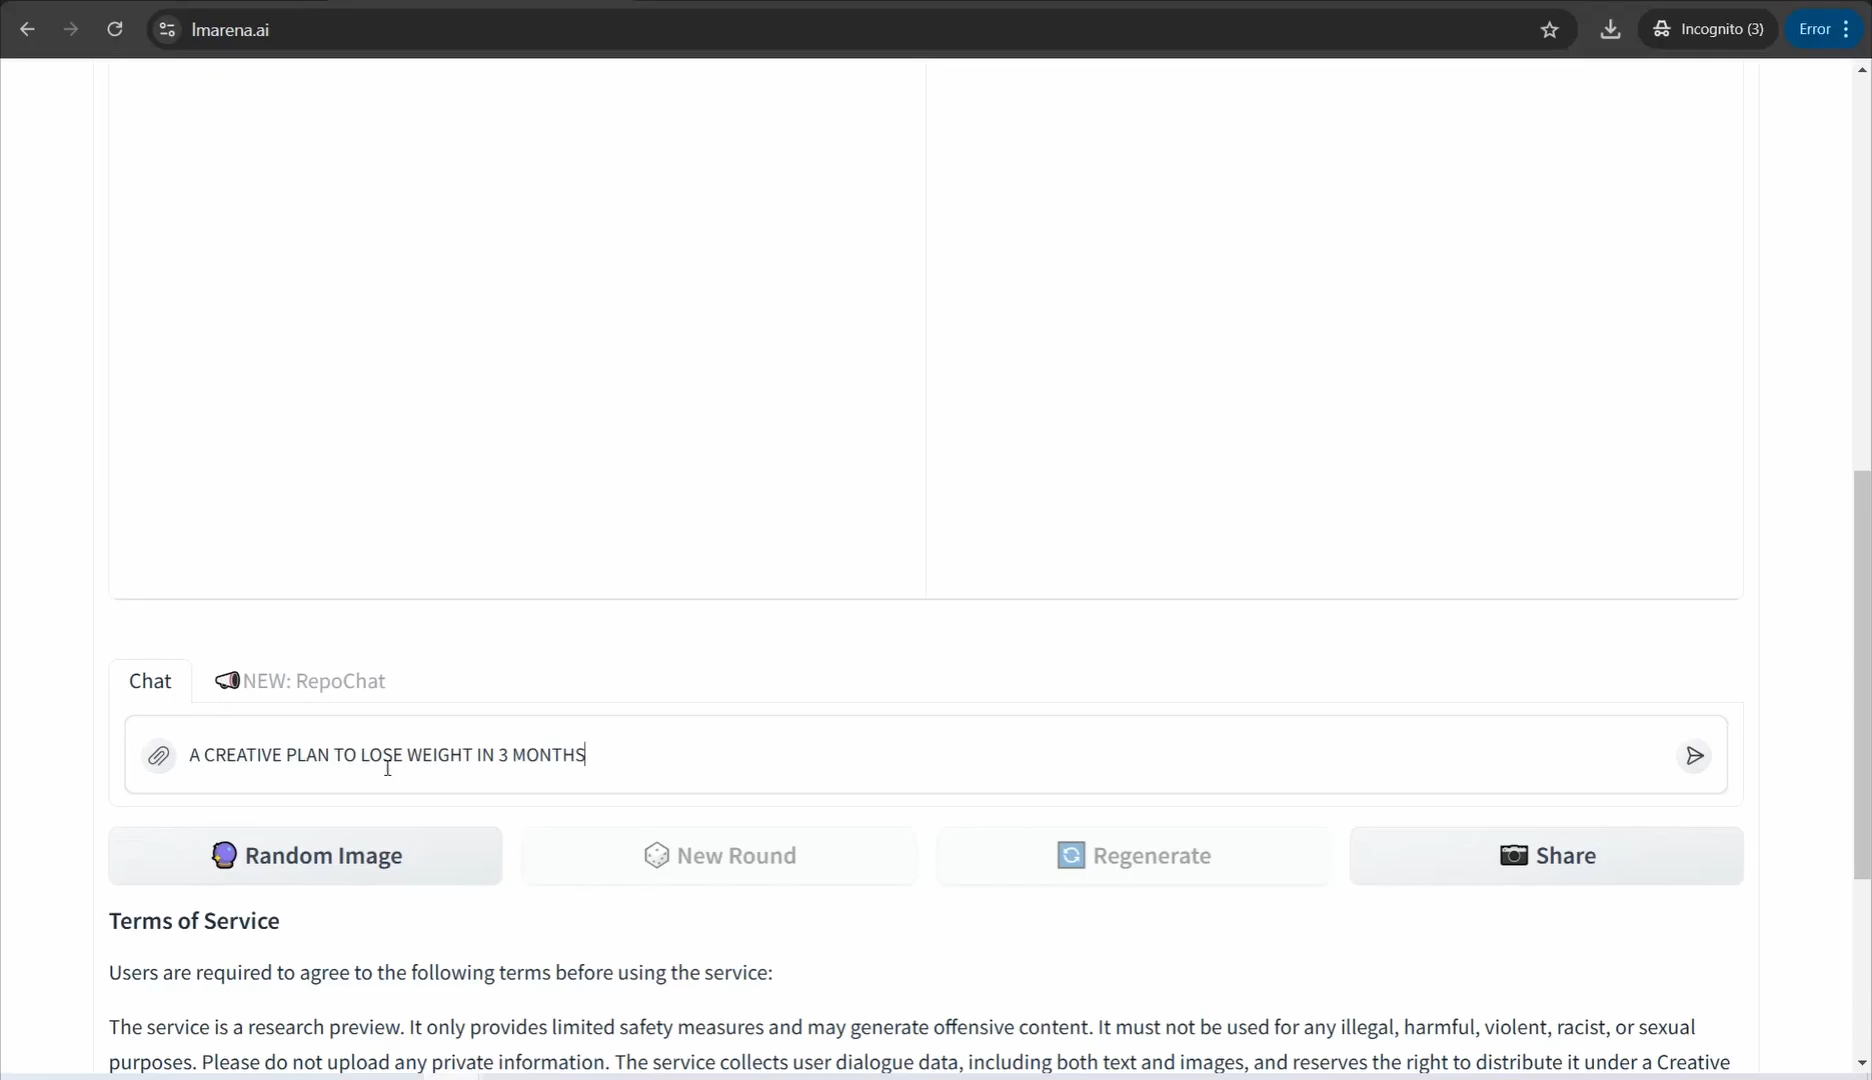 lmarena.ai
Incognito (3)
Error
Chat
NEW: RepoChat
A CREATIVE PLAN TO LOSE WEIGHT IN 3 MONTHS
Random Image
New Round
Regenerate
Share
Terms of Service
Users are required to agree to the following terms before using the service:
The service is a research preview. It only provides limited safety measures and may generate offensive content. It must not be used for any illegal, harmful, violent, racist, or sexual
purposes. Please do not upload any private information. The service collects user dialogue data, including both text and images, and reserves the right to distribute it under a Creative